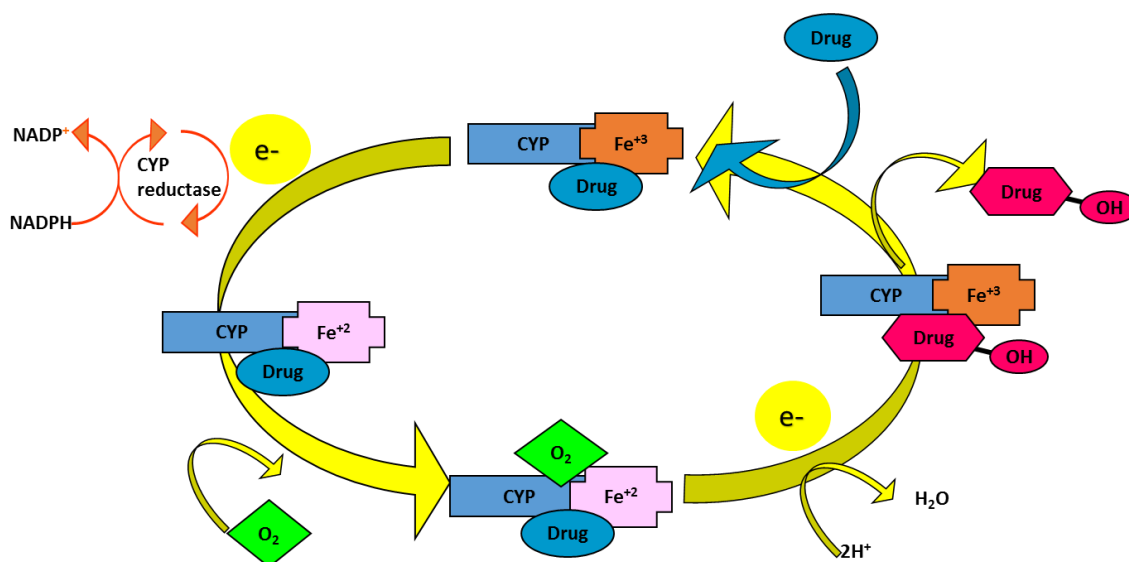 Drug
NADP⁺
CYP
reductase
NADPH
e-
CYP
Fe⁺³
Drug
Drug
OH
CYP
Fe⁺³
Drug
OH
CYP
Fe⁺²
Drug
e-
O₂
CYP
Fe⁺²
Drug
O₂
H₂O
2H⁺